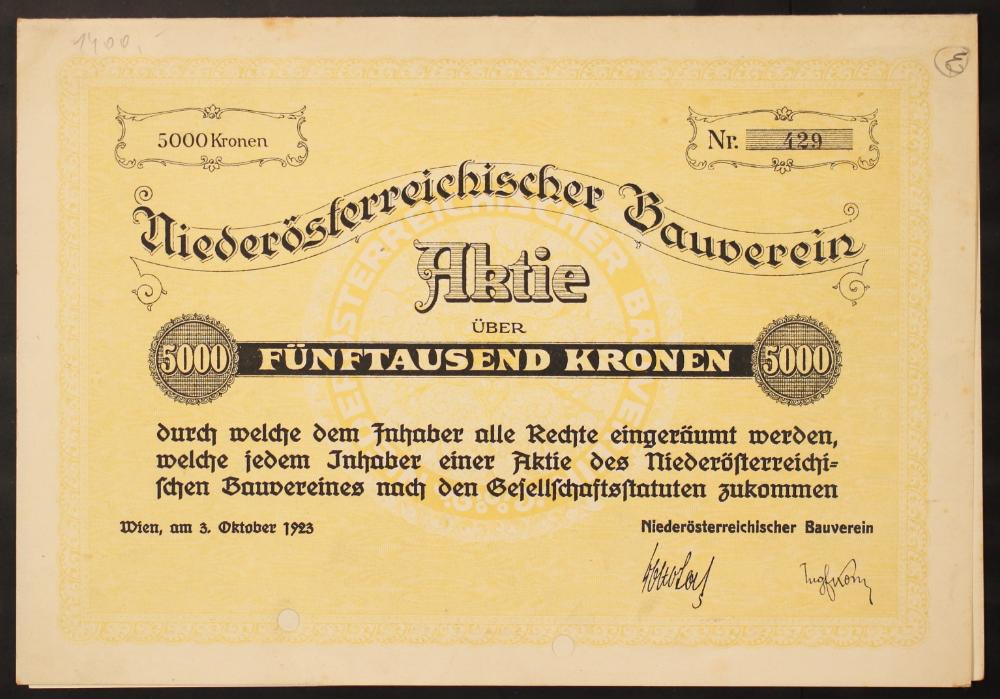 1400.-
5000 Kronen
Nr. 429
Niederösterreichischer Bauverein
Aktie
ÜBER
5000 FÜNFTAUSEND KRONEN 5000
durch welche dem Inhaber alle Rechte eingeräumt werden,
welche jedem Inhaber einer Aktie des Niederösterreichi-
schen Bauvereines nach den Gesellschaftsstatuten zukommen
Wien, am 3. Oktober 1923
Niederösterreichischer Bauverein